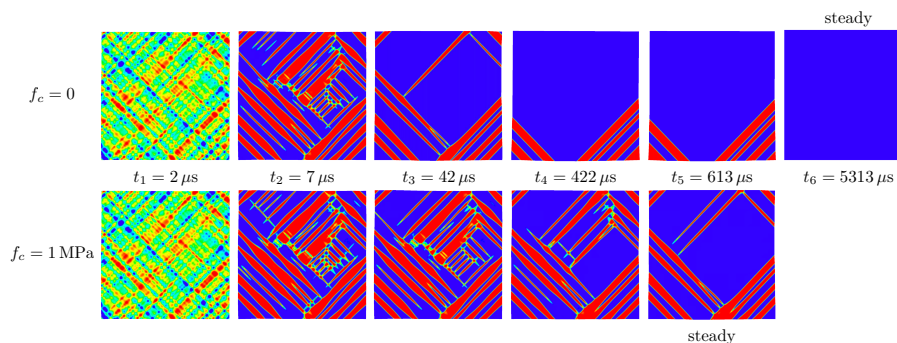 steady
f_c = 0
t_1 = 2 μs t_2 = 7 μs t_3 = 42 μs t_4 = 422 μs t_5 = 613 μs t_6 = 5313 μs
f_c = 1 MPa
steady